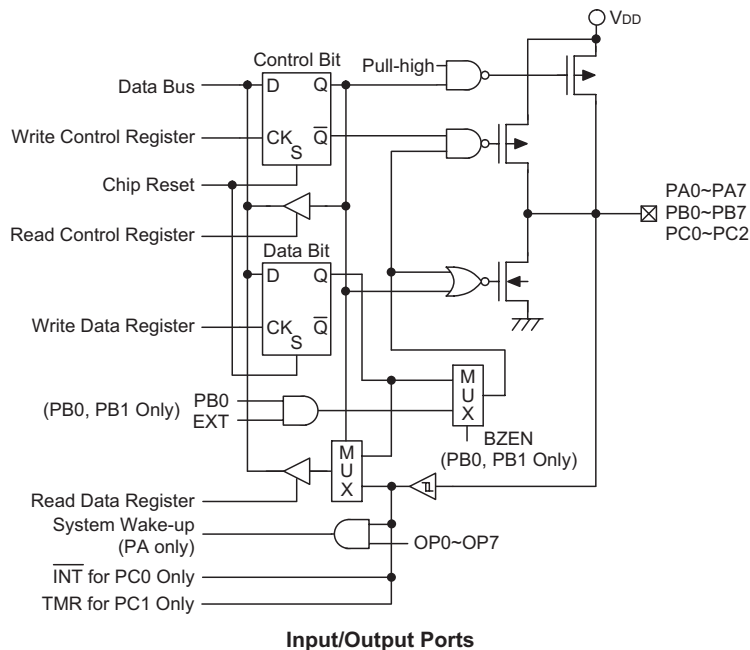 VDD
Control Bit
Pull-high
Data Bus
D Q
Write Control Register
CK Q
S
Chip Reset
PA0~PA7
PB0~PB7
PC0~PC2
Read Control Register
Data Bit
D Q
Write Data Register
CK Q
S
M
U
X
PB0
(PB0, PB1 Only)
EXT
BZEN
(PB0, PB1 Only)
M
U
X
Read Data Register
System Wake-up
(PA only)
OP0~OP7
INT for PC0 Only
TMR for PC1 Only
Input/Output Ports